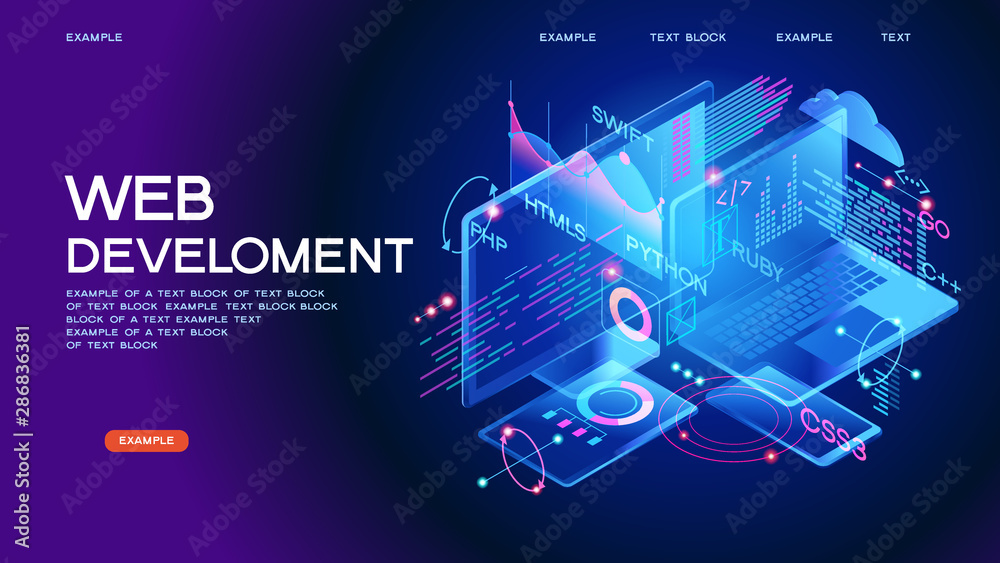 EXAMPLE
EXAMPLE TEXT BLOCK EXAMPLE TEXT
WEB
DEVELOMENT
EXAMPLE OF A TEXT BLOCK OF TEXT BLOCK
OF TEXT BLOCK EXAMPLE TEXT BLOCK BLOCK
BLOCK OF A TEXT EXAMPLE TEXT
EXAMPLE OF A TEXT BLOCK
OF TEXT BLOCK
EXAMPLE
SWIFT
</>
<··>
HTML5
PHP
PYTHON
RUBY
GO
C++
CSS3
Adobe Stock
Adobe Stock | #286836381